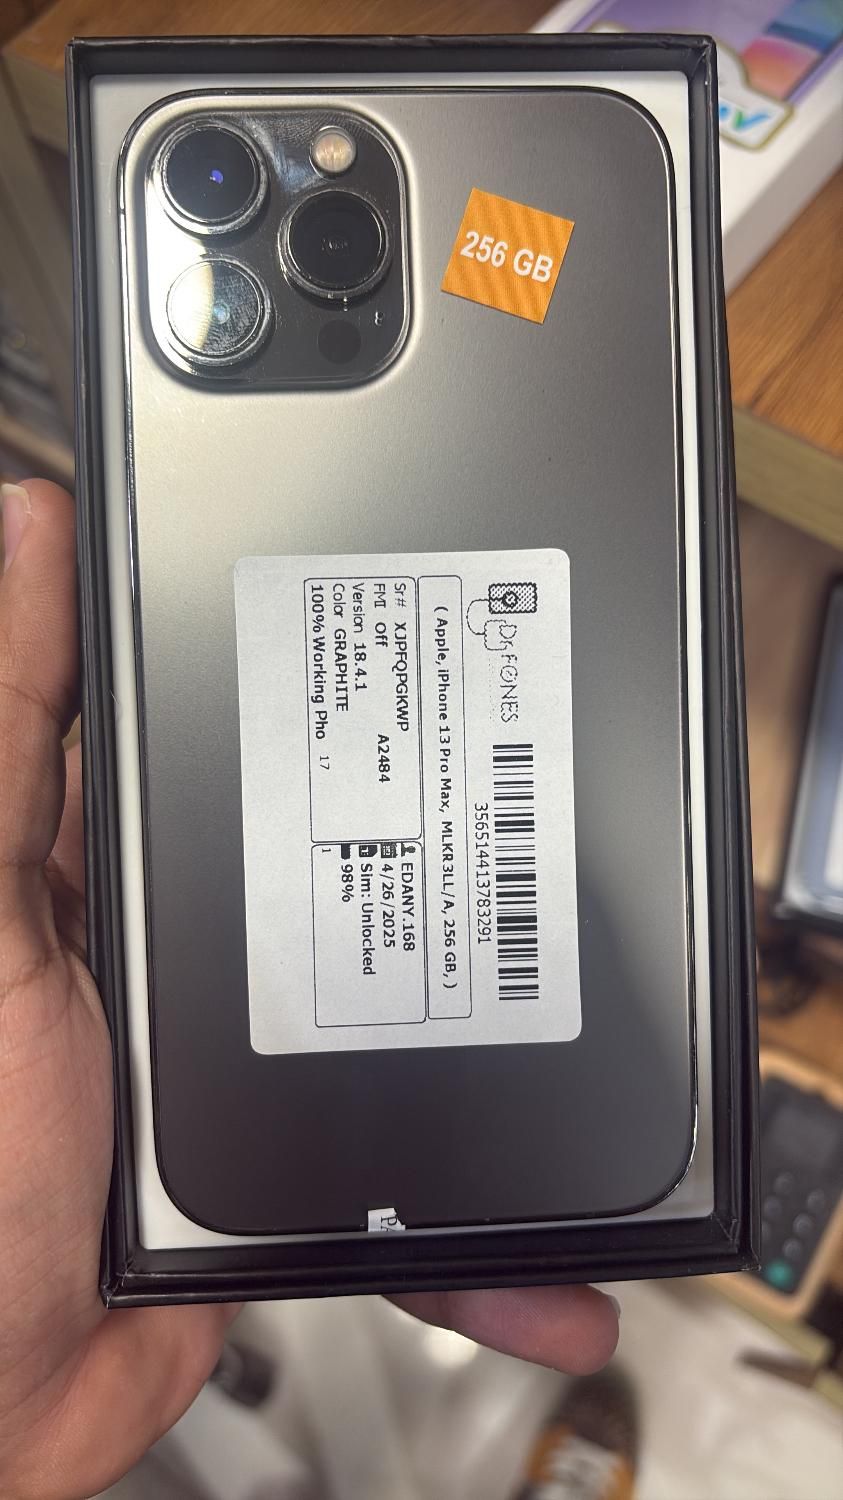 256 GB
Dr.FONES
356514413783291
( Apple, iPhone 13 Pro Max, MLKR3LL/A, 256 GB, )
Sr# XJPFQPGKWP
FMI Off A2484
Version 18.4.1
Color GRAPHITE
100% Working Pho 17
EDANY.168
4/26/2025
Sim: Unlocked
98%
1